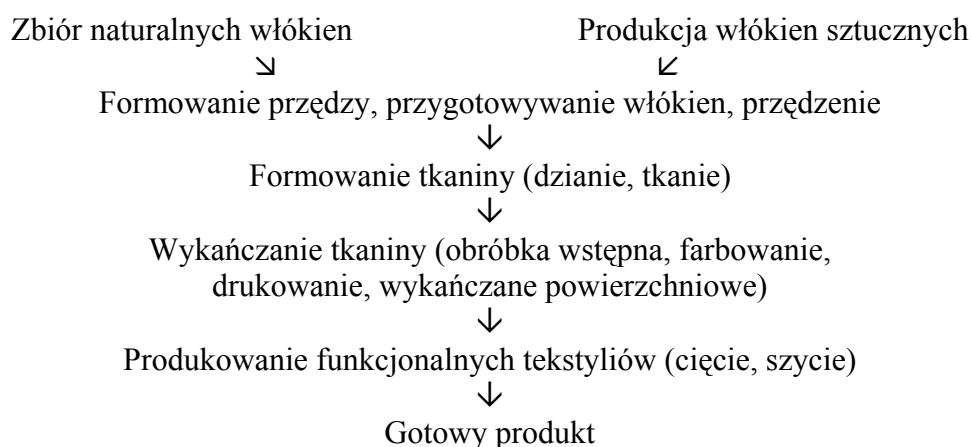 Zbiór naturalnych włókien
Produkcja włókien sztucznych
Formowanie przędzy, przygotowywanie włókien, przędzenie
Formowanie tkaniny (dzianie, tkanie)
Wykańczanie tkaniny (obróbka wstępna, farbowanie,
drukowanie, wykańczane powierzchniowe)
Produkowanie funkcjonalnych tekstyliów (cięcie, szycie)
Gotowy produkt